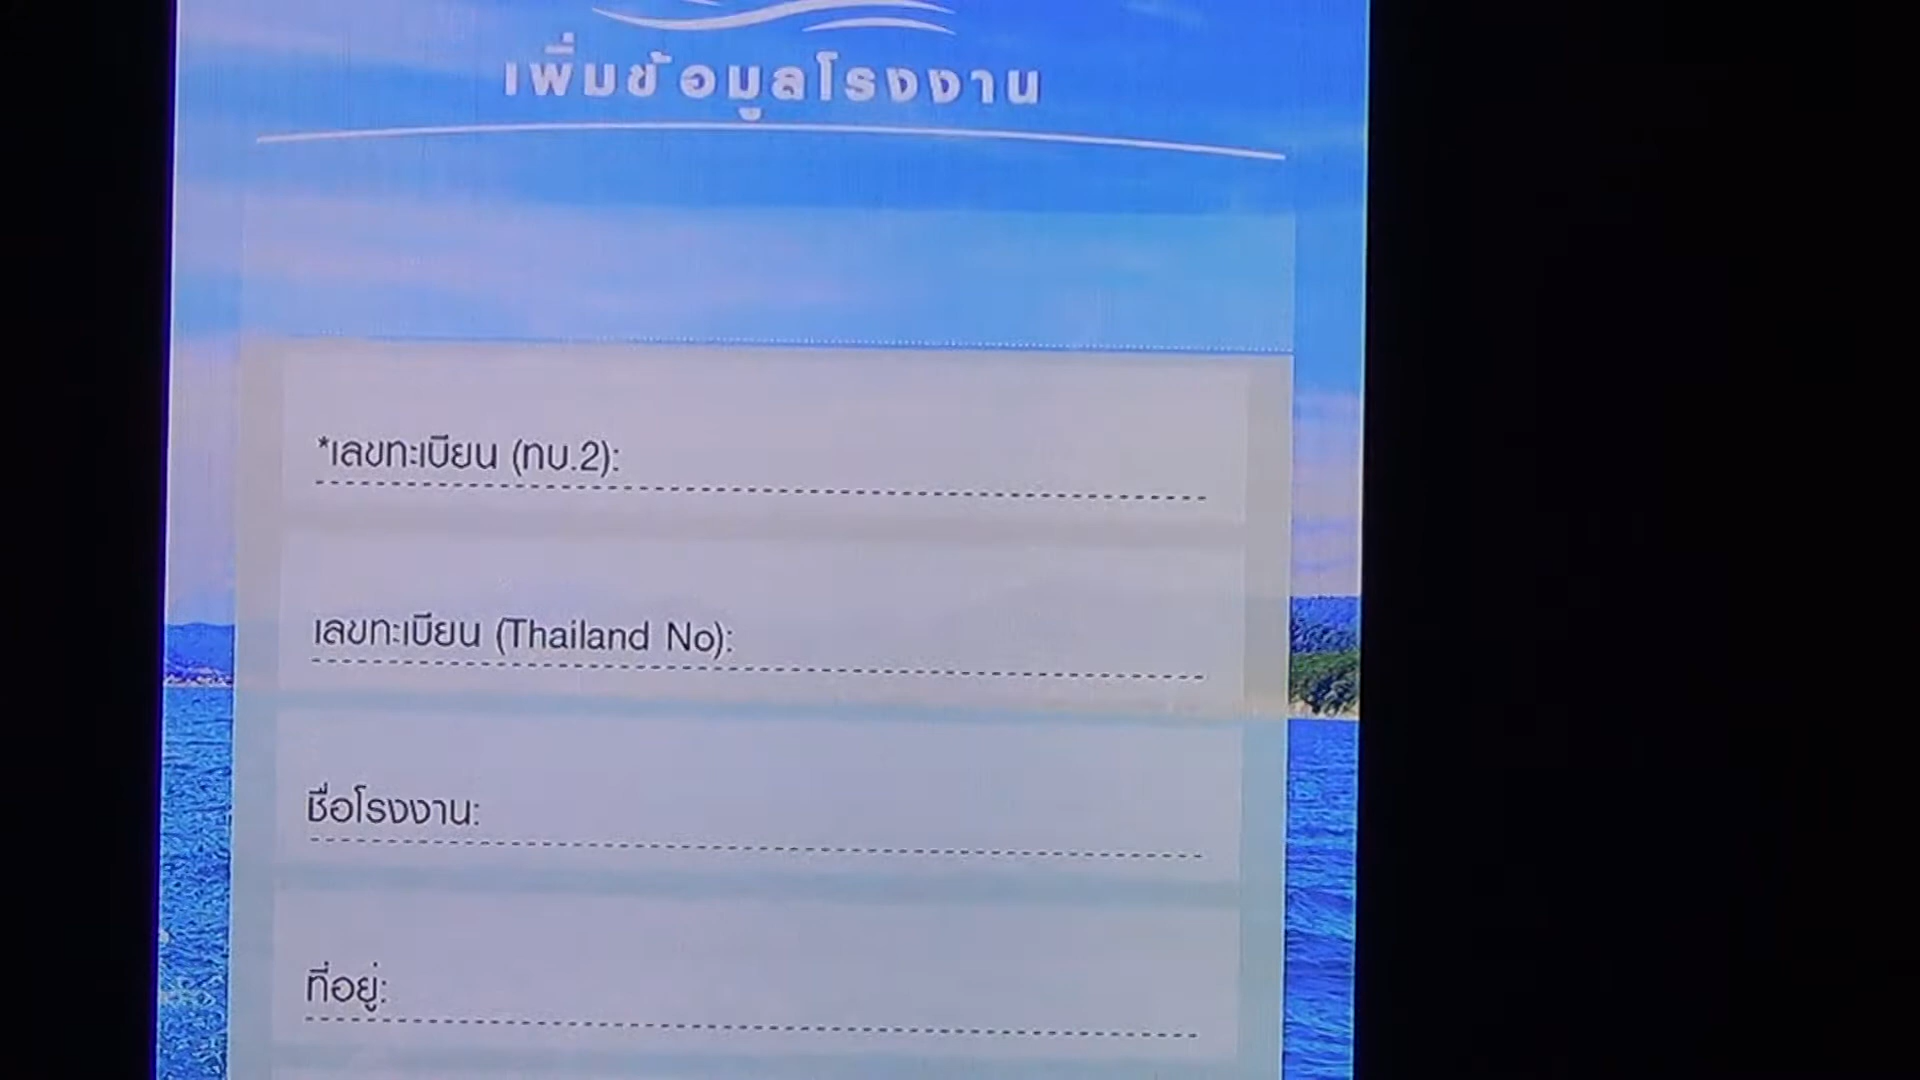 เพิ่มข้อมูลโรงงาน
*เลขทะเบียน (ทบ.2):
เลขทะเบียน (Thailand No):
ชื่อโรงงาน:
ที่อยู่: